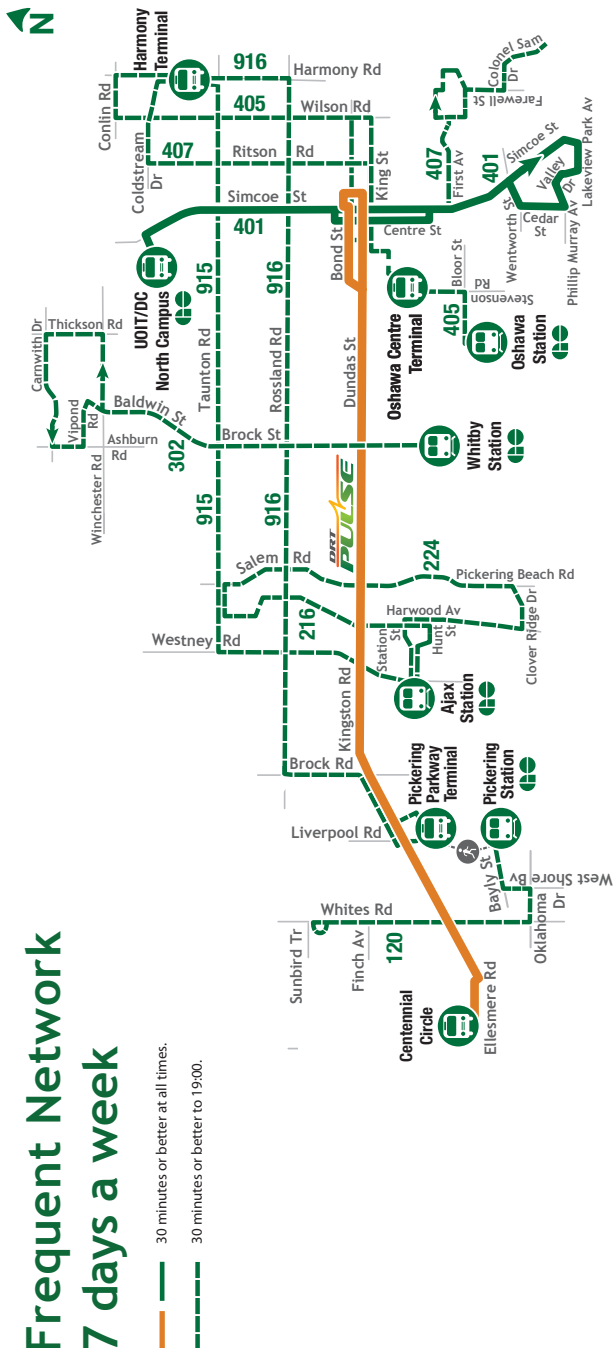 Frequent Network
7 days a week
30 minutes or better at all times.
30 minutes or better to 19:00.
N
Centennial
Circle
Ellesmere Rd
Sunbird Tr
Finch Av
Whites Rd
120
Oklahoma
Dr
West Shore Bv
Bayly St
Liverpool Rd
Pickering
Parkway
Terminal
Pickering
Station
Brock Rd
Kingston Rd
Westney Rd
Ajax
Station
Station
St
Hunt
St
Harwood Av
216
Salem Rd
224
Pickering Beach Rd
Clover Ridge Dr
DRT
PULSE
915
916
Winchester Rd
Ashburn
Rd
Vipond
Rd
Carnwith Dr
Thickson Rd
Baldwin St
302
Brock St
Whitby
Station
Taunton Rd
Rossland Rd
Dundas St
915
916
UOIT/DC
North Campus
401
Simcoe St
Bond St
Centre St
King St
Oshawa Centre
Terminal
405
Bloor St
Stevenson
Rd
Oshawa
Station
Coldstream
Dr
Conlin Rd
407
Ritson Rd
405
Wilson Rd
916
Harmony Rd
Harmony
Terminal
407
First Av
Farewell St
Colonel Sam
Dr
401
Simcoe St
Wentworth St
Cedar
St
Valley
Dr
Phillip Murray Av
Lakeview Park Av